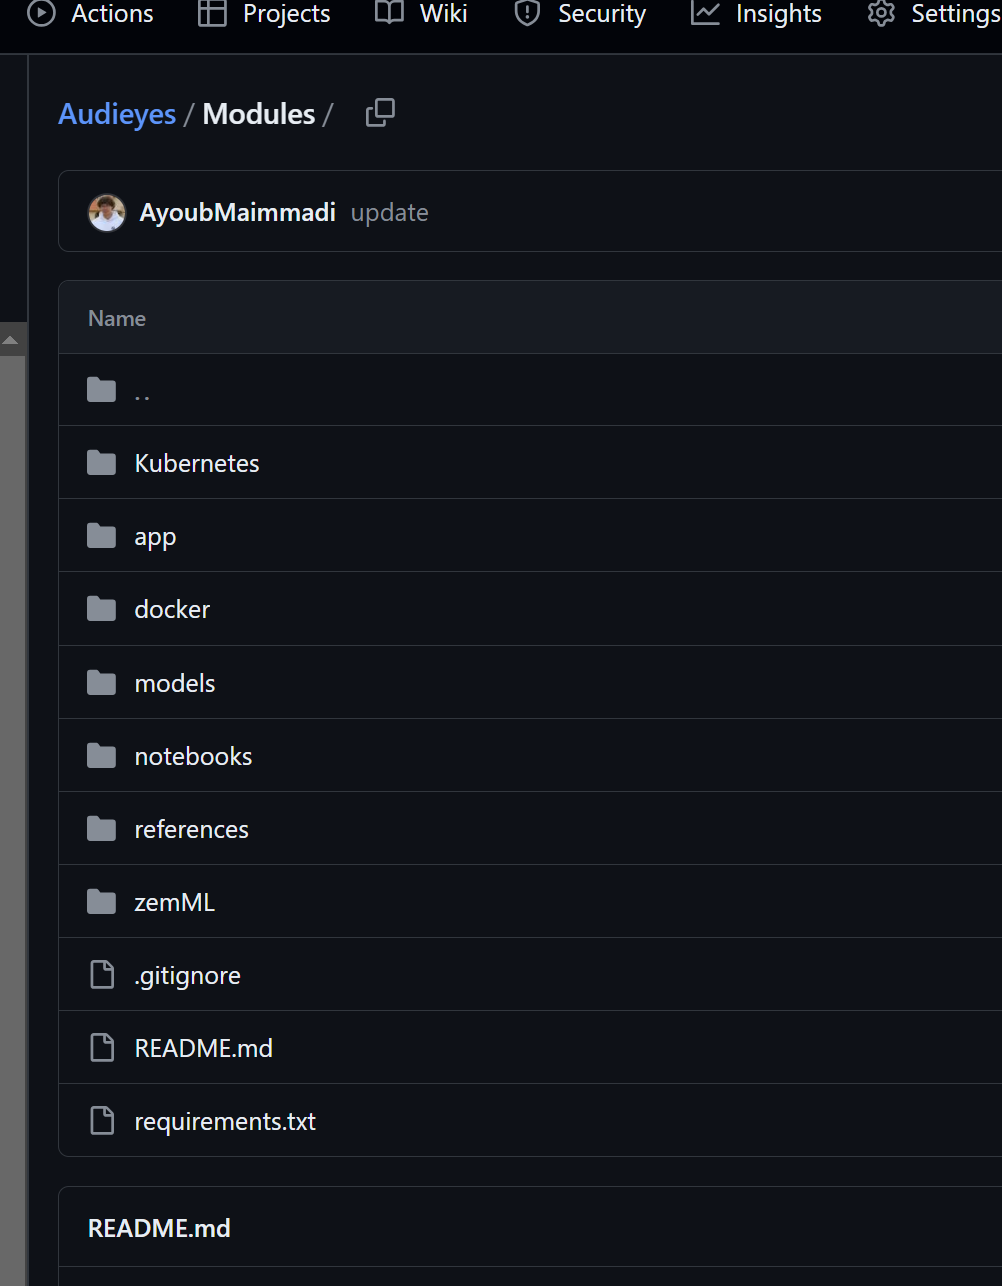 Actions Projects Wiki Security Insights Settings
Audieyes / Modules /
AyoubMaimmadi update
Name
..
Kubernetes
app
docker
models
notebooks
references
zemML
.gitignore
README.md
requirements.txt
README.md